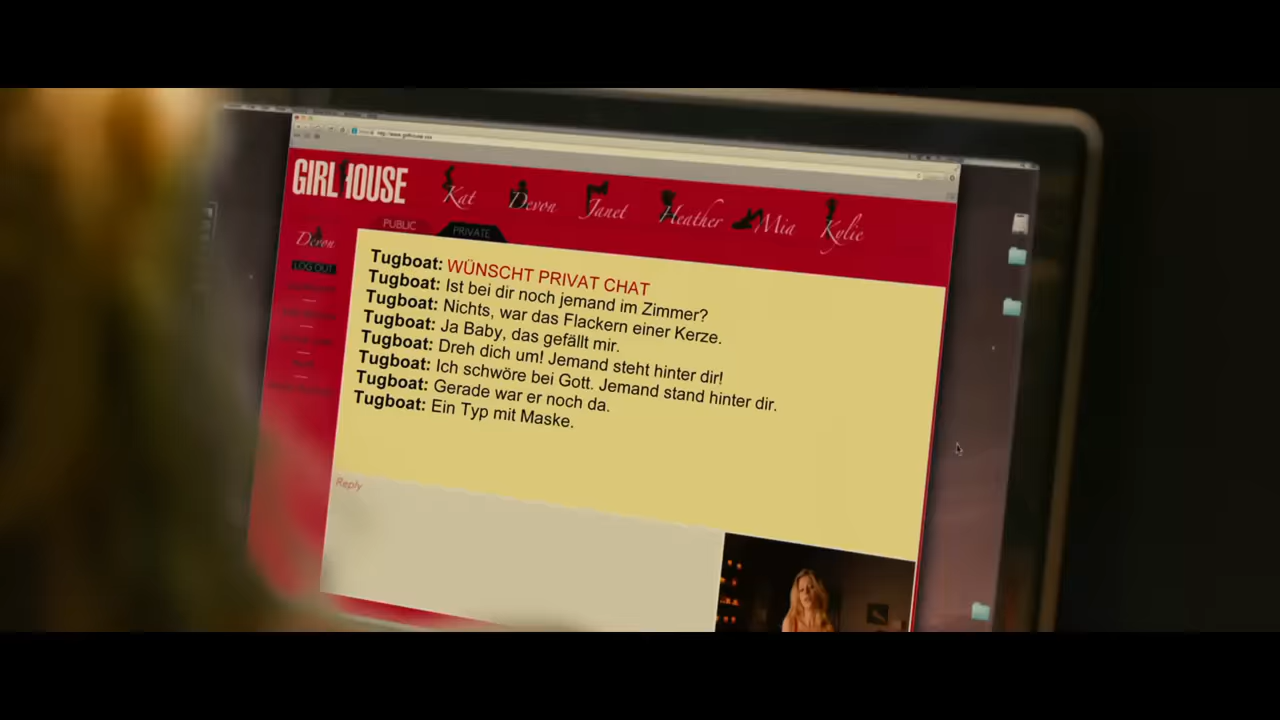 GIRLHOUSE
Kat
Devon
Janet
Heather
Mia
Kylie
PUBLIC
PRIVATE
Devon
LOG OUT
Tugboat: WÜNSCHT PRIVAT CHAT
Tugboat: Ist bei dir noch jemand im Zimmer?
Tugboat: Nichts, war das Flackern einer Kerze.
Tugboat: Ja Baby, das gefällt mir.
Tugboat: Dreh dich um! Jemand steht hinter dir!
Tugboat: Ich schwöre bei Gott. Jemand stand hinter dir.
Tugboat: Gerade war er noch da.
Tugboat: Ein Typ mit Maske.
Reply